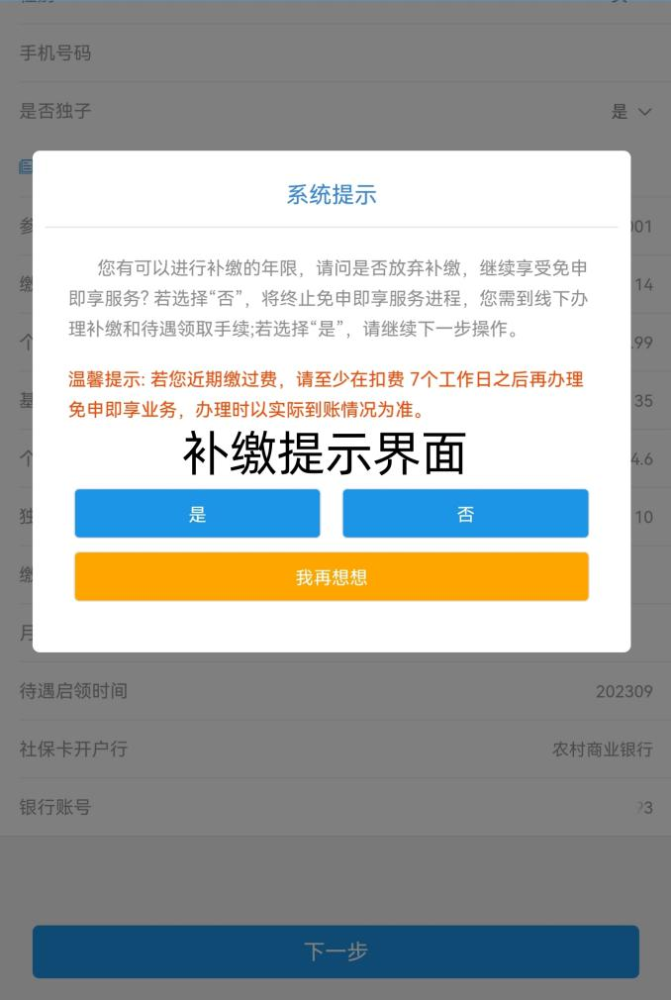 手机号码
是否独子
是
系统提示
参 001
您有可以进行补缴的年限，请问是否放弃补缴，继续享受免申
缴 14
即享服务?若选择“否”，将终止免申即享服务进程，您需到线下办
理补缴和待遇领取手续;若选择“是”，请继续下一步操作。
个 .99
温馨提示: 若您近期缴过费，请至少在扣费 7个工作日之后再办理
基 35
免申即享业务，办理时以实际到账情况为准。
补缴提示界面
个 4.6
是
否
独 10
缴
我再想想
月
待遇启领时间 202309
社保卡开户行 农村商业银行
银行账号 3
下一步